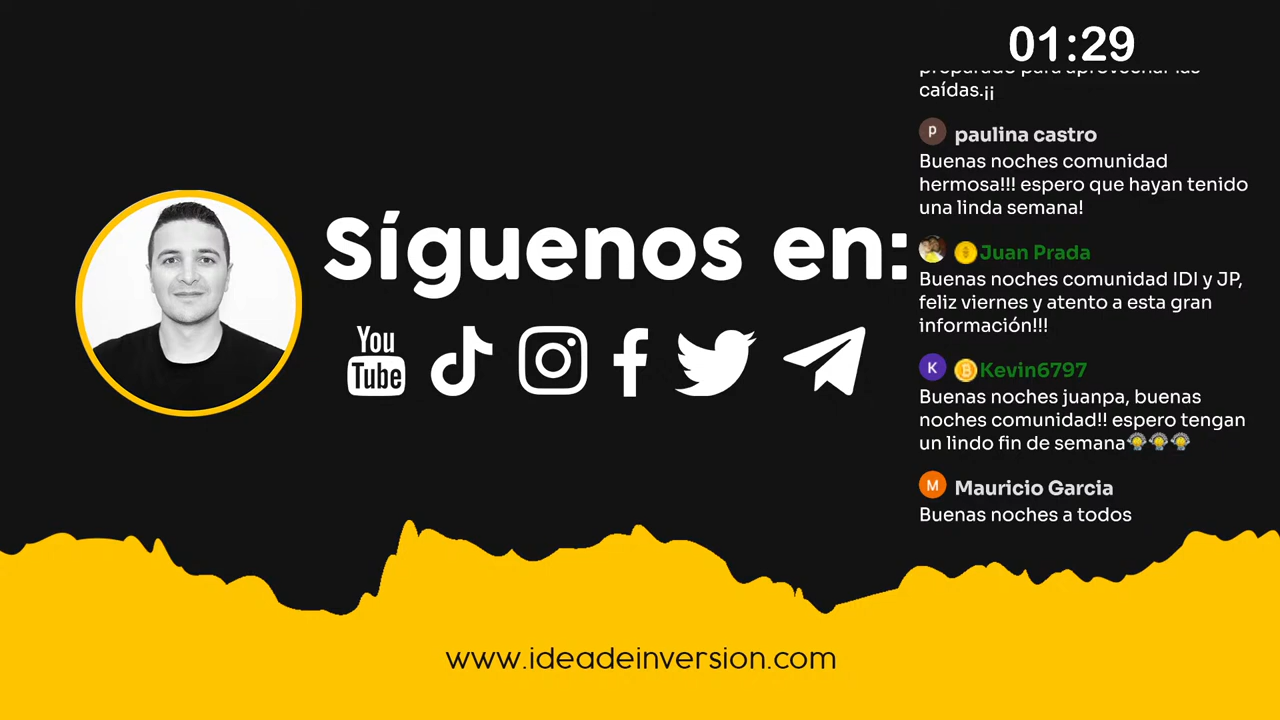 01:29
caídas.¡¡
P paulina castro
Buenas noches comunidad
hermosa!!! espero que hayan tenido
una linda semana!
Juan Prada
Buenas noches comunidad IDI y JP,
feliz viernes y atento a esta gran
información!!!
K Kevin6797
Buenas noches juanpa, buenas
noches comunidad!! espero tengan
un lindo fin de semana
M Mauricio Garcia
Buenas noches a todos
Síguenos en:
You
Tube
www.ideadeinversion.com